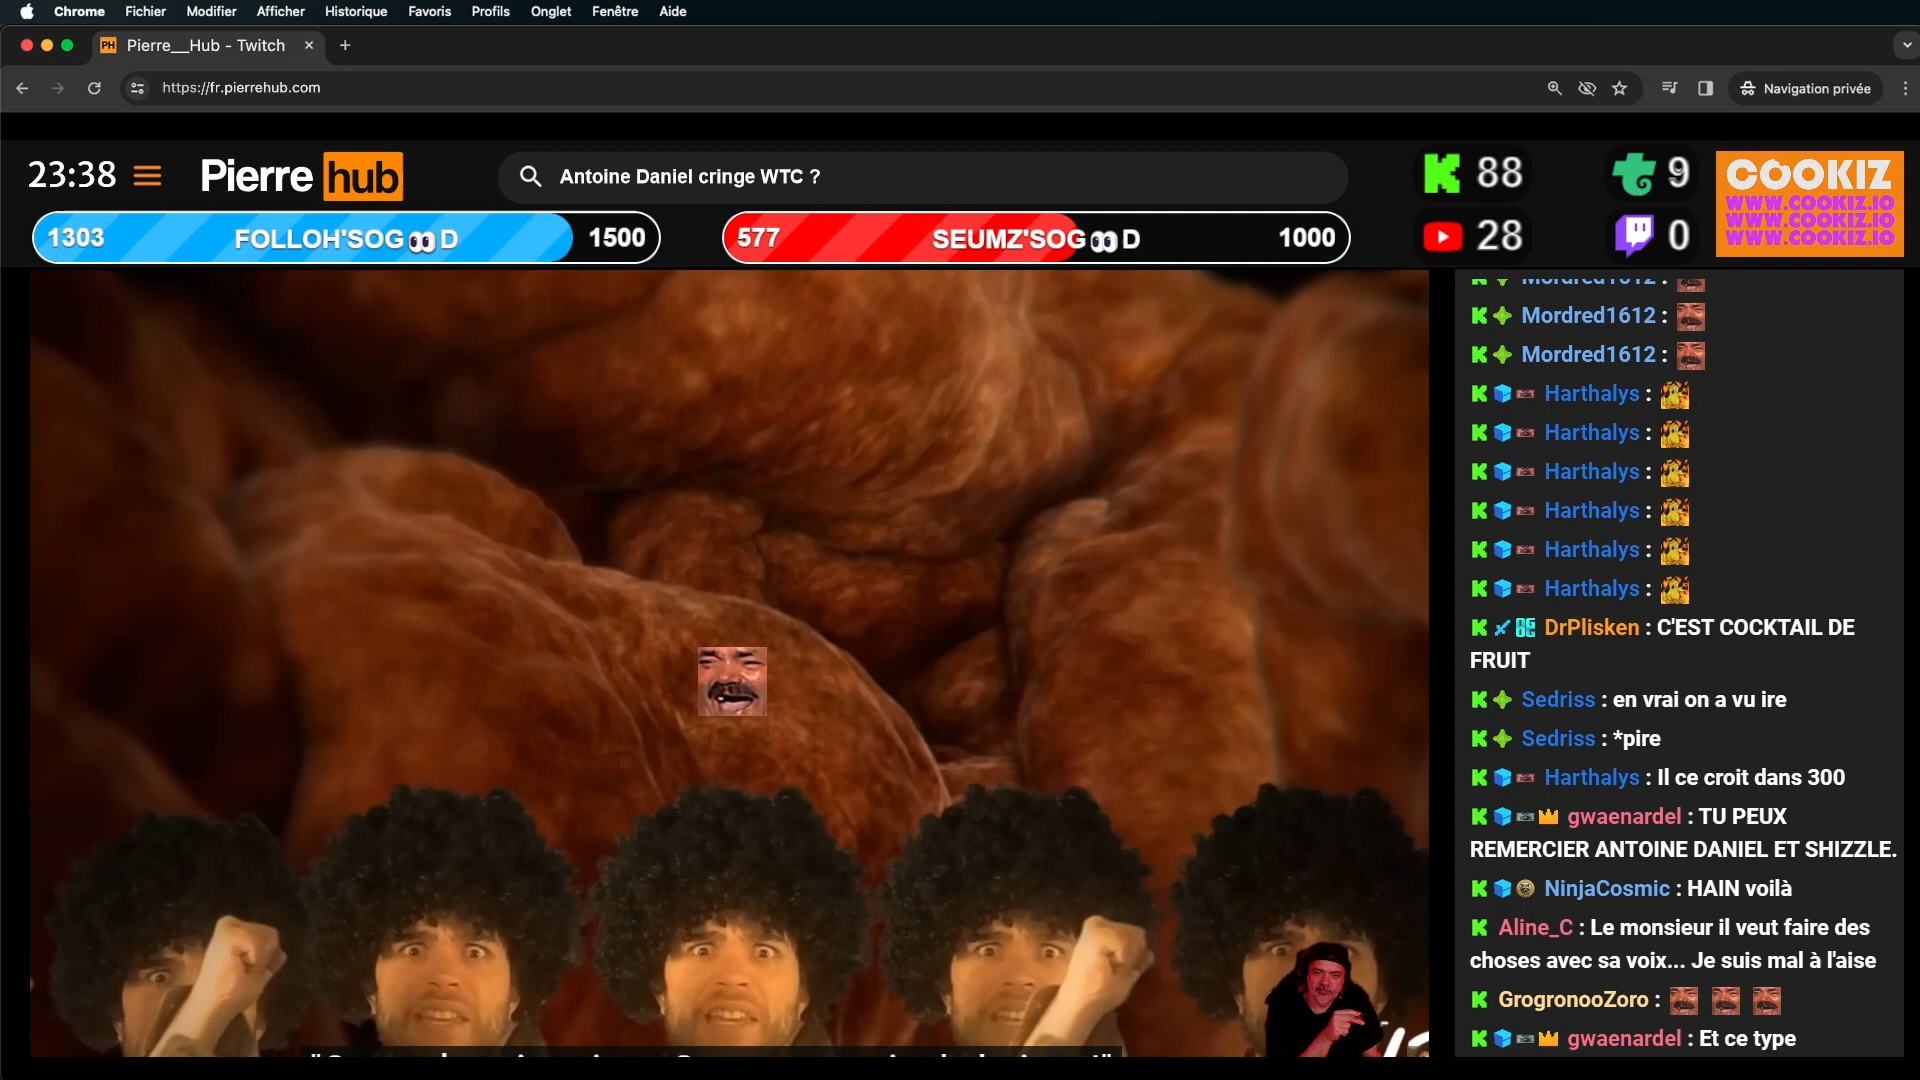 Chrome Fichier Modifier Afficher Historique Favoris Profils Onglet Fenêtre Aide
PH Pierre__Hub - Twitch
https://fr.pierrehub.com
Navigation privée
23:38
Pierre hub
Antoine Daniel cringe WTC ?
88
9
COOKIZ
WWW.COOKIZ.IO
WWW.COOKIZ.IO
WWW.COOKIZ.IO
1303 FOLLOH'SOG👀D 1500
577 SEUMZ'SOG👀D 1000
28
0
Mordred1612 :
Mordred1612 :
Mordred1612 :
Harthalys :
Harthalys :
Harthalys :
Harthalys :
Harthalys :
Harthalys :
DrPlisken : C'EST COCKTAIL DE
FRUIT
Sedriss : en vrai on a vu ire
Sedriss : *pire
Harthalys : Il ce croit dans 300
gwaenardel : TU PEUX
REMERCIER ANTOINE DANIEL ET SHIZZLE.
NinjaCosmic : HAIN voilà
Aline_C : Le monsieur il veut faire des
choses avec sa voix... Je suis mal à l'aise
GrogronooZoro :
gwaenardel : Et ce type